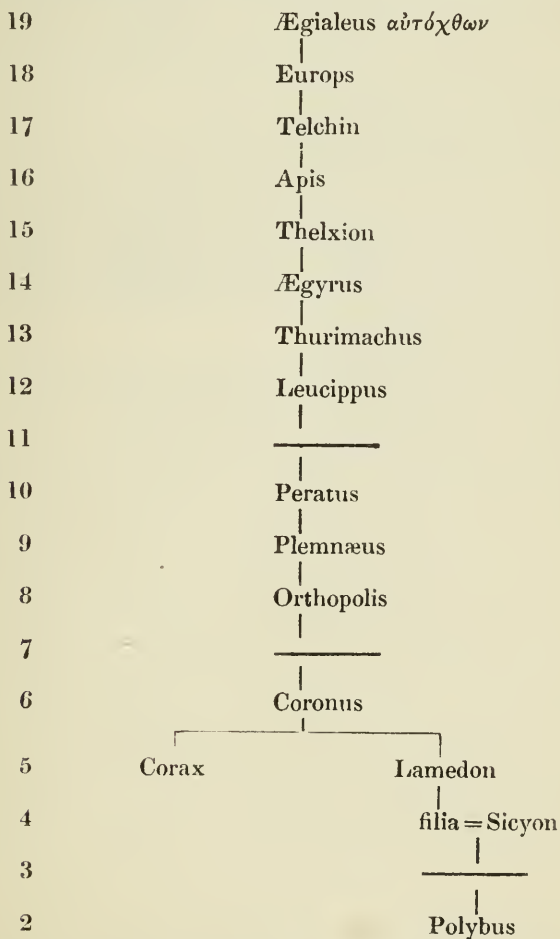 19 Ægialeus αὐτόχθων
18 Europs
17 Telchin
16 Apis
15 Thelxion
14 Ægyrus
13 Thurimachus
12 Leucippus
11
10 Peratus
9 Plemnæus
8 Orthopolis
7
6 Coronus
5 Corax Lamedon
4 filia = Sicyon
3
2 Polybus